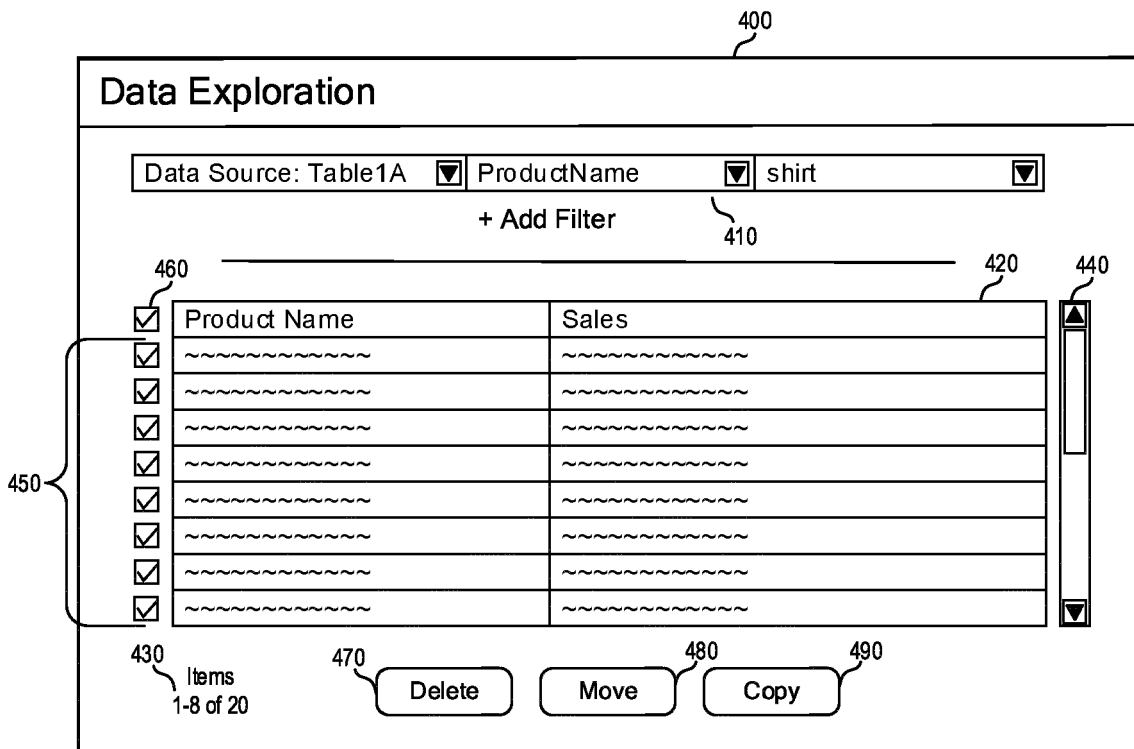 400
Data Exploration
Data Source: Table1A ProductName shirt
+ Add Filter
410
460 420 440
Product Name Sales
~~~~~~~~~~~~ ~~~~~~~~~~~~
~~~~~~~~~~~~ ~~~~~~~~~~~~
~~~~~~~~~~~~ ~~~~~~~~~~~~
~~~~~~~~~~~~ ~~~~~~~~~~~~
450
~~~~~~~~~~~~ ~~~~~~~~~~~~
~~~~~~~~~~~~ ~~~~~~~~~~~~
~~~~~~~~~~~~ ~~~~~~~~~~~~
~~~~~~~~~~~~ ~~~~~~~~~~~~
430 470 480 490
Items
1-8 of 20
Delete Move Copy